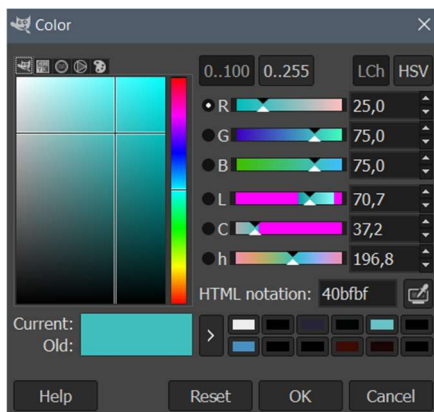 Color
0..100 0..255 LCh HSV
R 25,0
G 75,0
B 75,0
L 70,7
C 37,2
h 196,8
HTML notation: 40bfbf
Current:
Old:
>
Help Reset OK Cancel